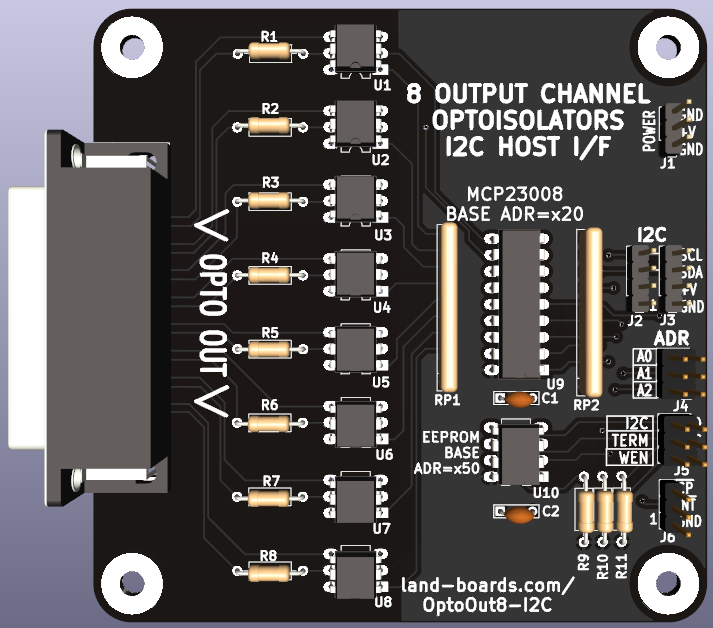 8 OUTPUT CHANNEL
OPTOISOLATORS
I2C HOST I/F
POWER
GND
+V
GND
J1
MCP23008
BASE ADR=x20
R1
U1
R2
U2
R3
U3
R4
U4
R5
U5
R6
U6
R7
U7
R8
U8
< OPTO OUT >
I2C
SCL
SDA
+V
GND
1
J2
J3
ADR
A0
A1
A2
J4
RP1
U9
RP2
C1
I2C
TERM
WEN
J5
EEPROM
BASE
ADR=x50
U10
C2
1
GND
J6
R9
R10
R11
land-boards.com/
OptoOut8-I2C